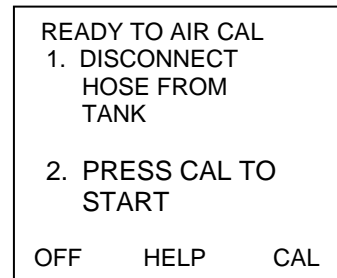 READY TO AIR CAL
1. DISCONNECT
HOSE FROM
TANK
2. PRESS CAL TO
START
OFF HELP CAL